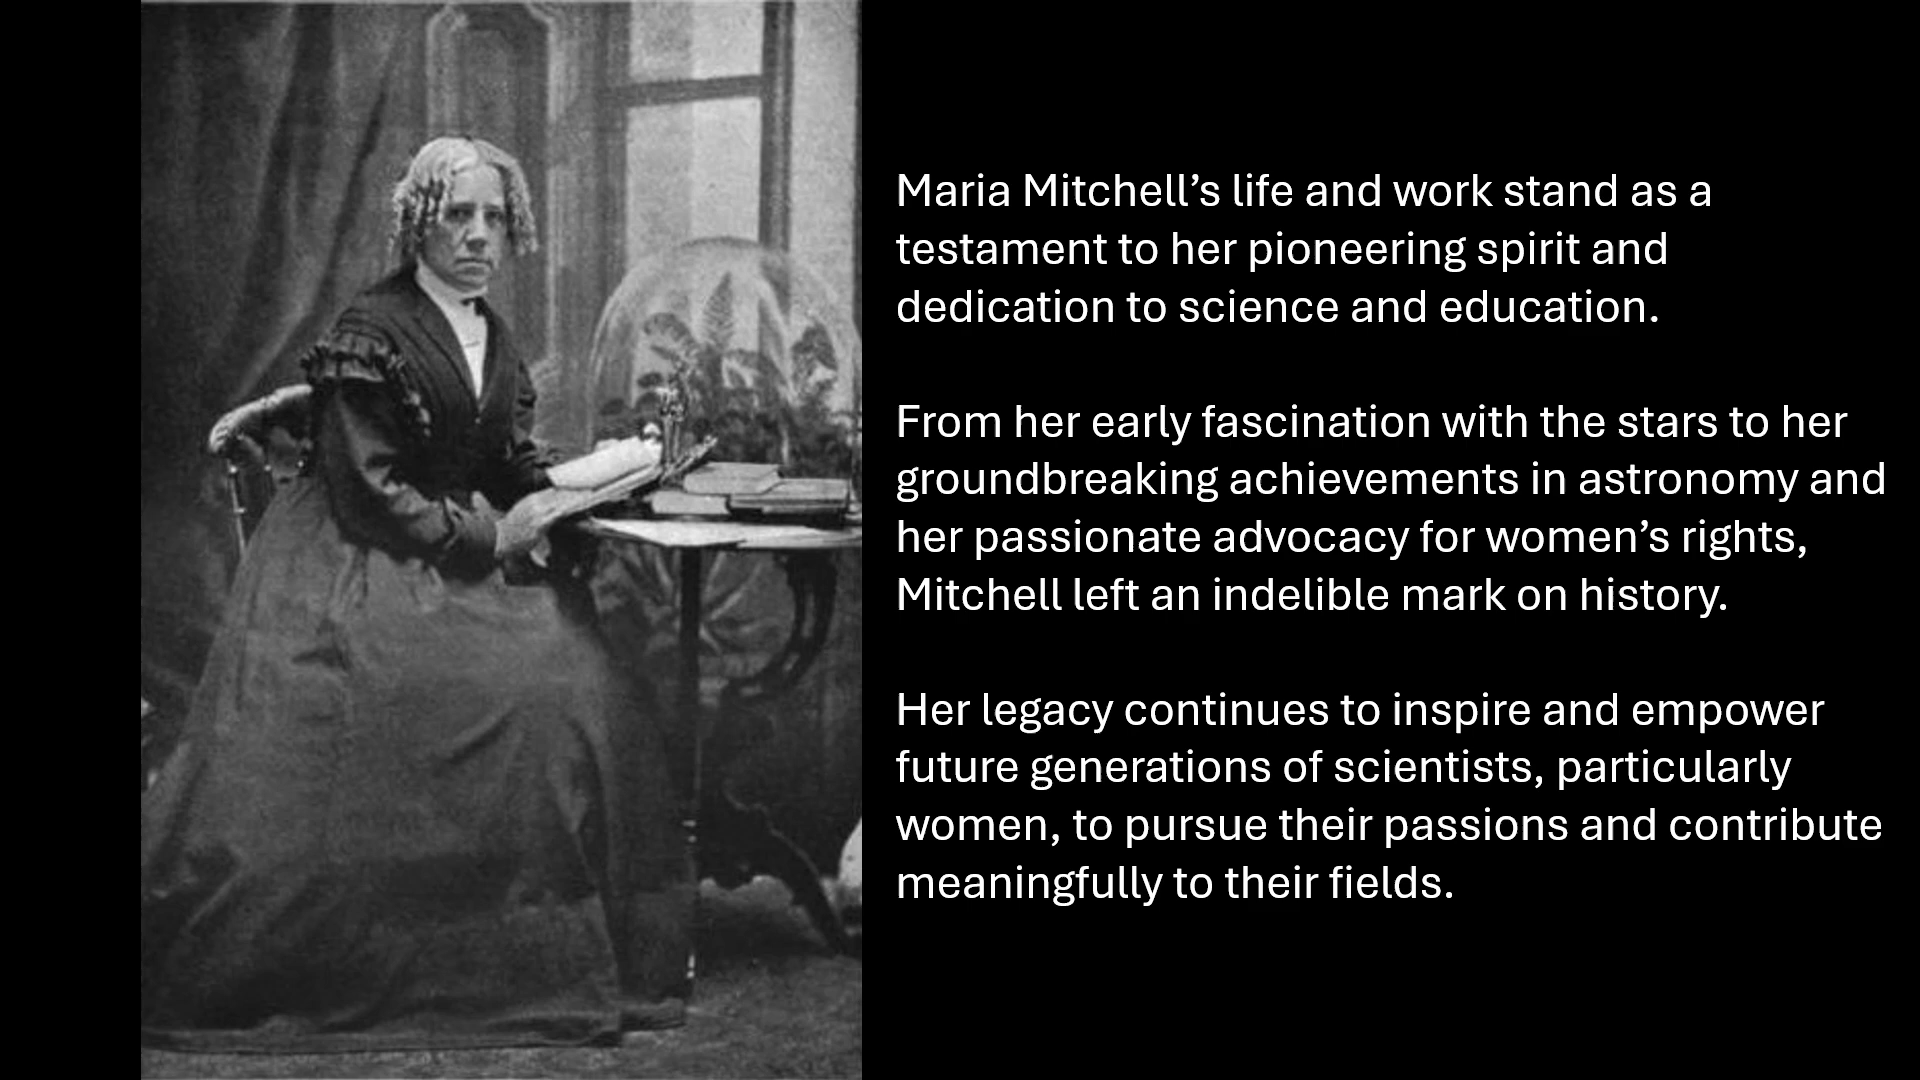 Maria Mitchell’s life and work stand as a
testament to her pioneering spirit and
dedication to science and education.
From her early fascination with the stars to her
groundbreaking achievements in astronomy and
her passionate advocacy for women’s rights,
Mitchell left an indelible mark on history.
Her legacy continues to inspire and empower
future generations of scientists, particularly
women, to pursue their passions and contribute
meaningfully to their fields.